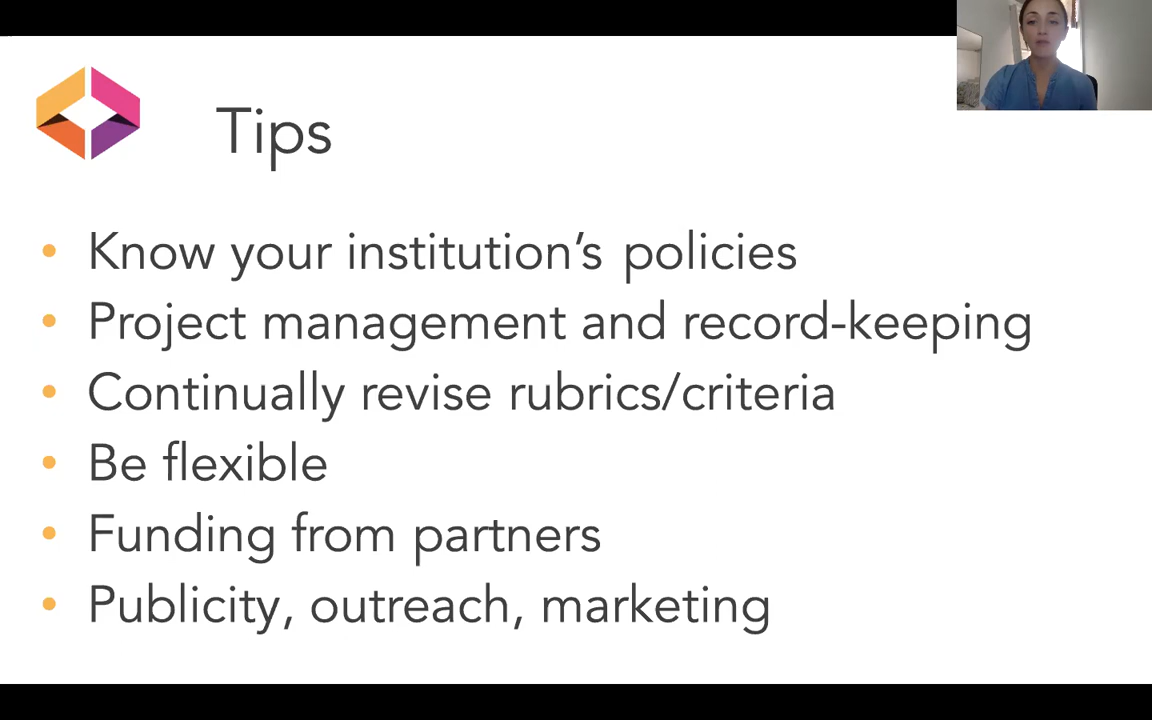 Tips
• Know your institution’s policies
• Project management and record-keeping
• Continually revise rubrics/criteria
• Be flexible
• Funding from partners
• Publicity, outreach, marketing